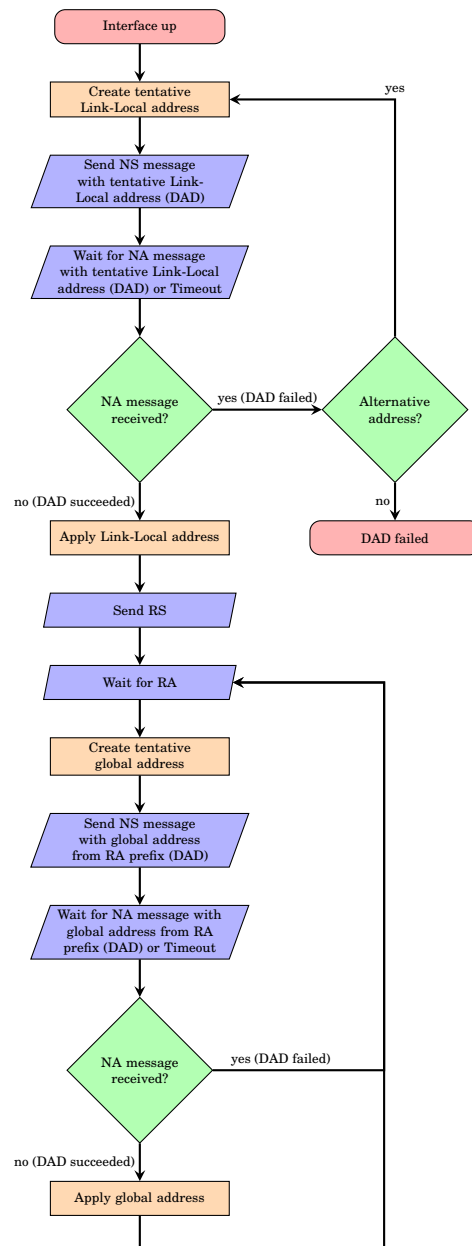 Interface up
yes
Create tentative
Link-Local address
Send NS message
with tentative Link-
Local address (DAD)
Wait for NA message
with tentative Link-Local
address (DAD) or Timeout
NA message
received?
yes (DAD failed)
Alternative
address?
no (DAD succeeded)
no
Apply Link-Local address
DAD failed
Send RS
Wait for RA
Create tentative
global address
Send NS message
with global address
from RA prefix (DAD)
Wait for NA message with
global address from RA
prefix (DAD) or Timeout
NA message
received?
yes (DAD failed)
no (DAD succeeded)
Apply global address